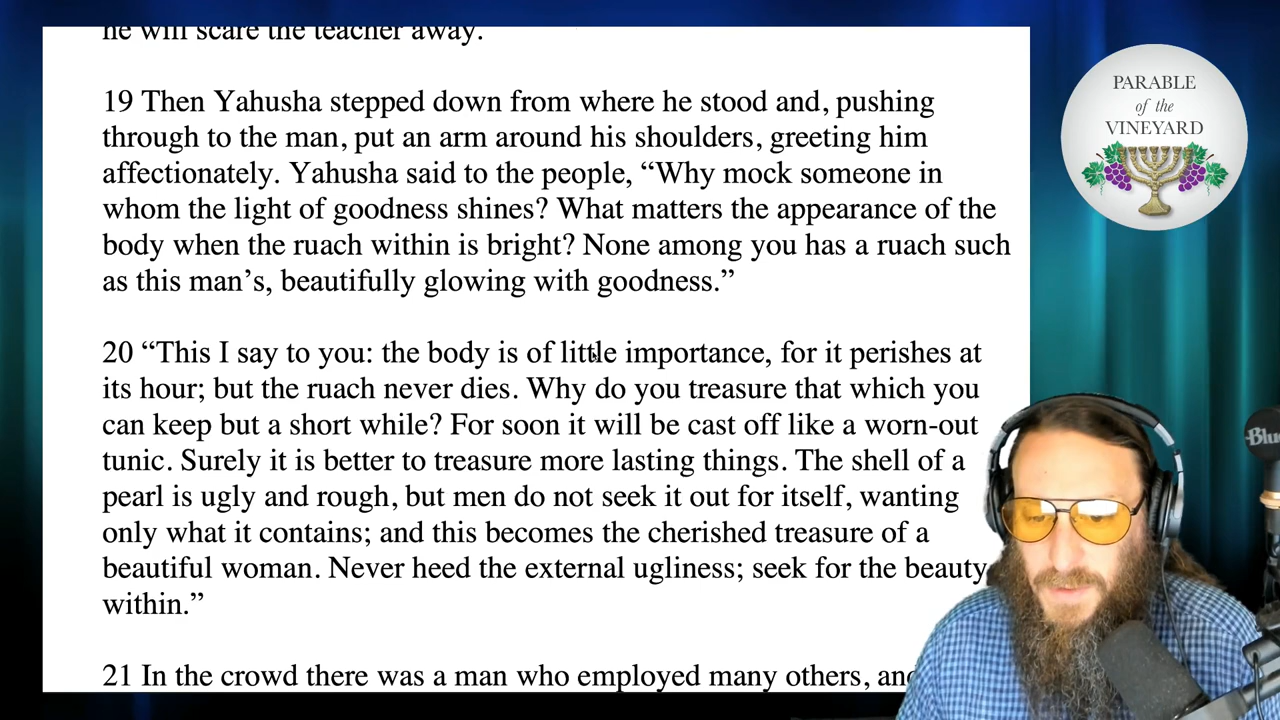 he will scare the teacher away.
19 Then Yahusha stepped down from where he stood and, pushing
through to the man, put an arm around his shoulders, greeting him
affectionately. Yahusha said to the people, “Why mock someone in
whom the light of goodness shines? What matters the appearance of the
body when the ruach within is bright? None among you has a ruach such
as this man’s, beautifully glowing with goodness.”
20 “This I say to you: the body is of little importance, for it perishes at
its hour; but the ruach never dies. Why do you treasure that which you
can keep but a short while? For soon it will be cast off like a worn-out
tunic. Surely it is better to treasure more lasting things. The shell of a
pearl is ugly and rough, but men do not seek it out for itself, wanting
only what it contains; and this becomes the cherished treasure of a
beautiful woman. Never heed the external ugliness; seek for the beauty
within.”
21 In the crowd there was a man who employed many others,
PARABLE
of the
VINEYARD
Blue